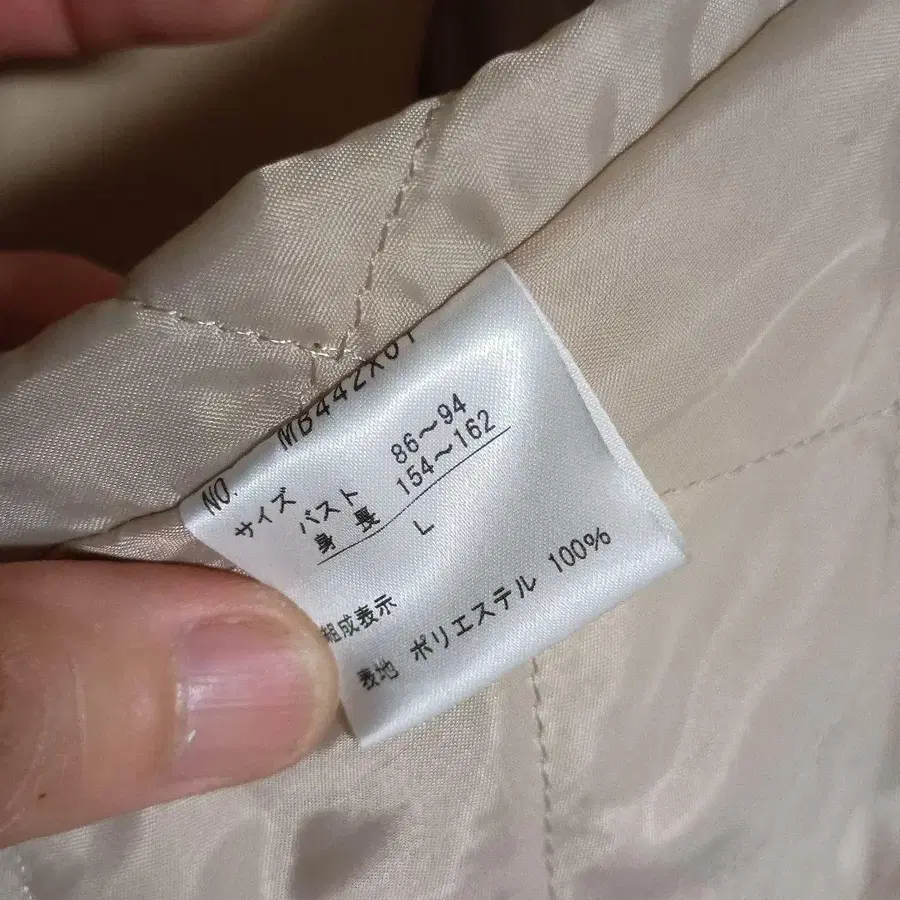 NO. MB442X01
サイズ
バスト 86〜94
身長 154〜162
L
組成表示
表地 ポリエステル 100%